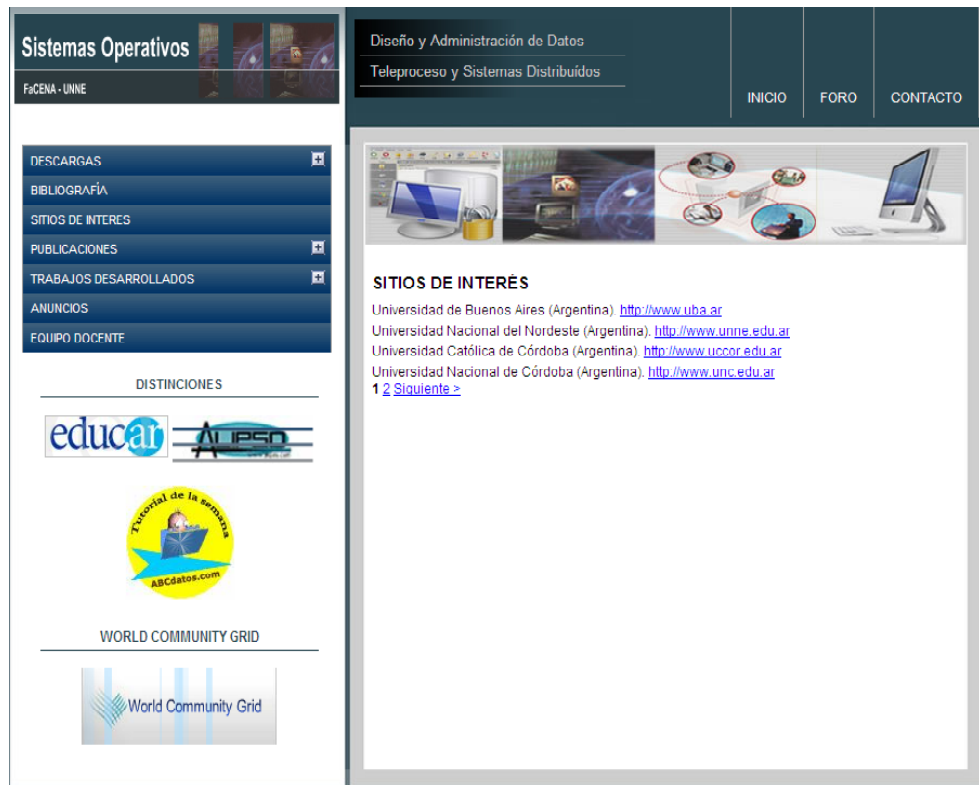 Sistemas Operativos
FaCENA - UNNE
Diseño y Administración de Datos
Teleproceso y Sistemas Distribuídos
INICIO FORO CONTACTO
DESCARGAS
BIBLIOGRAFÍA
SITIOS DE INTERES
PUBLICACIONES
TRABAJOS DESARROLLADOS
ANUNCIOS
EQUIPO DOCENTE
DISTINCIONES
educar
ALIPSO
Tutorial de la semana
ABCdatos.com
WORLD COMMUNITY GRID
World Community Grid
SITIOS DE INTERÉS
Universidad de Buenos Aires (Argentina). http://www.uba.ar
Universidad Nacional del Nordeste (Argentina). http://www.unne.edu.ar
Universidad Católica de Córdoba (Argentina). http://www.uccor.edu.ar
Universidad Nacional de Córdoba (Argentina). http://www.unc.edu.ar
1 2 Siguiente >